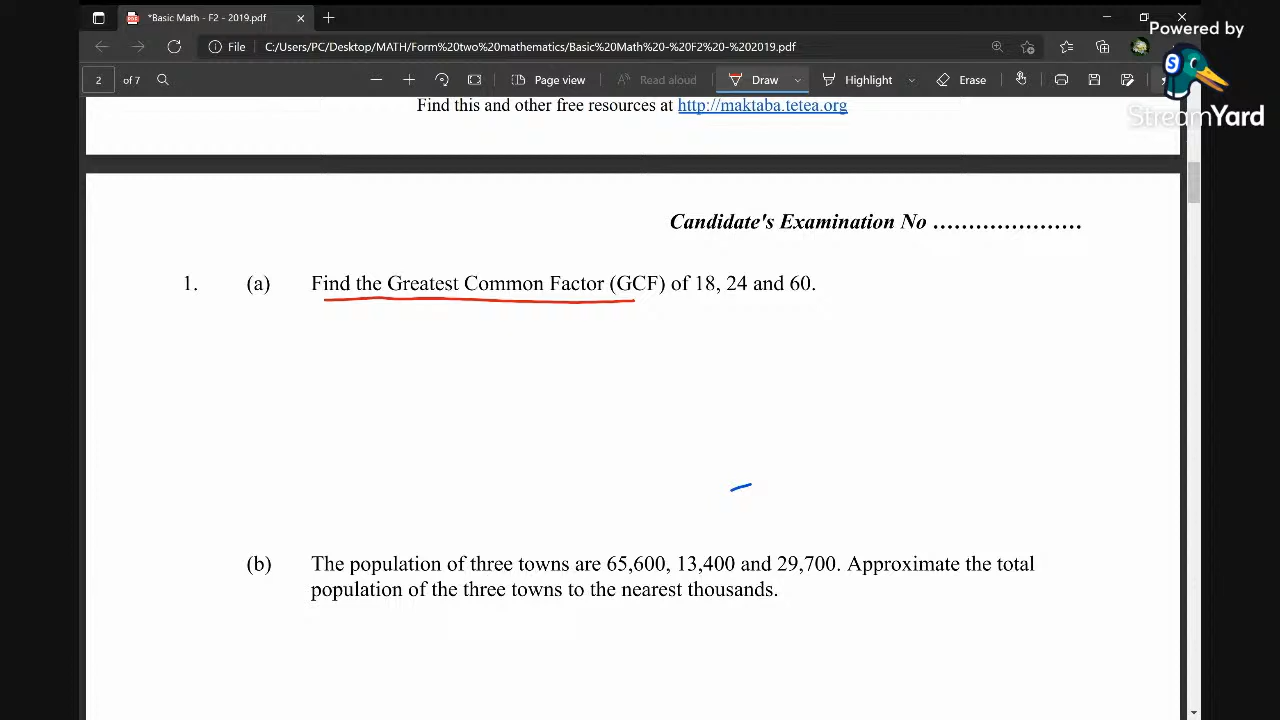 *Basic Math - F2 - 2019.pdf
Powered by
File
C:/Users/PC/Desktop/MATH/Form%20two%20mathematics/Basic%20Math%20-%20F2%20-%202019.pdf
2 of 7
Page view
Read aloud
Draw
Highlight
Erase
S
StreamYard
Find this and other free resources at http://maktaba.tetea.org
Candidate's Examination No .....................
1. (a) Find the Greatest Common Factor (GCF) of 18, 24 and 60.
(b) The population of three towns are 65,600, 13,400 and 29,700. Approximate the total
population of the three towns to the nearest thousands.